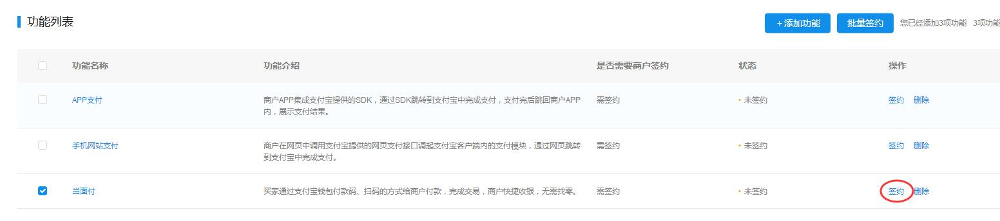 功能列表
＋添加功能 批量签约 您已经添加3项功能 3项功能
功能名称 功能介绍 是否需要商户签约 状态 操作
APP支付 商户APP集成支付宝提供的SDK，通过SDK跳转到支付宝中完成支付，支付完后跳回商户APP 需签约 未签约 签约 删除
内，展示支付结果。
手机网站支付 商户在网页中调用支付宝提供的网页支付接口调起支付宝客户端内的支付模块，通过网页跳转 需签约 未签约 签约 删除
到支付宝中完成支付。
当面付 买家通过支付宝钱包付款码、扫码的方式给商户付款，完成交易，商户快捷收银，无需找零。 需签约 未签约 签约 删除